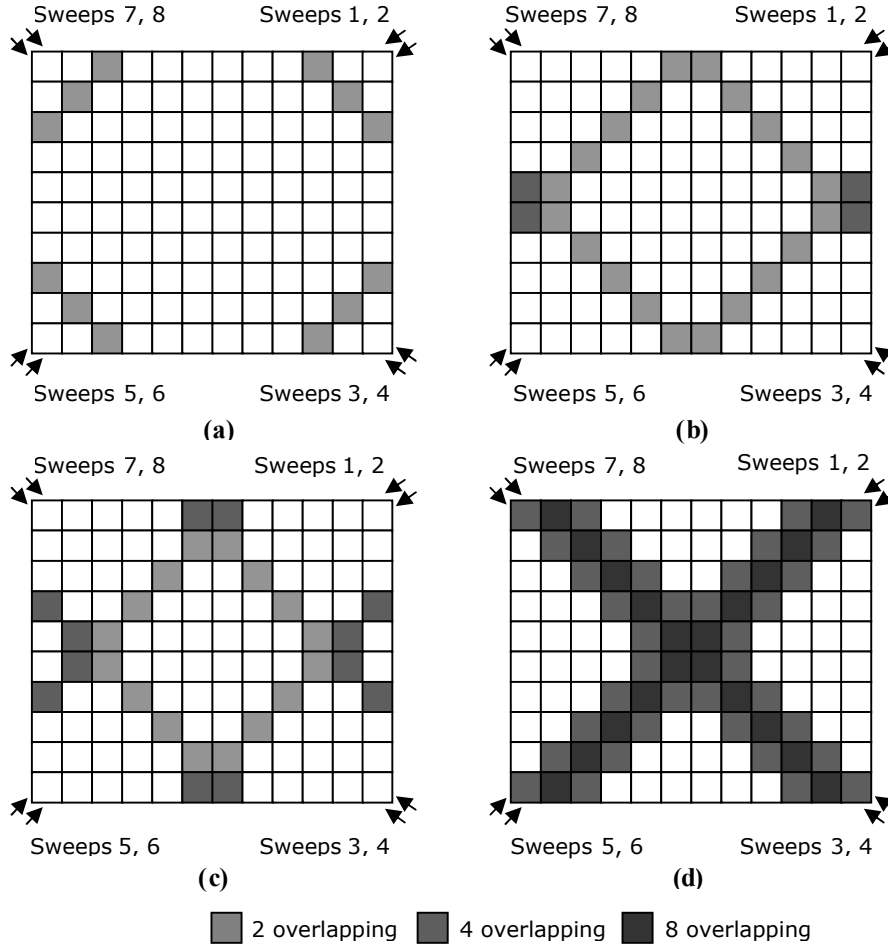 Sweeps 7, 8 Sweeps 1, 2 Sweeps 7, 8 Sweeps 1, 2
Sweeps 5, 6 Sweeps 3, 4 Sweeps 5, 6 Sweeps 3, 4
(a) (b)
Sweeps 7, 8 Sweeps 1, 2 Sweeps 7, 8 Sweeps 1, 2
Sweeps 5, 6 Sweeps 3, 4 Sweeps 5, 6 Sweeps 3, 4
(c) (d)
2 overlapping 4 overlapping 8 overlapping